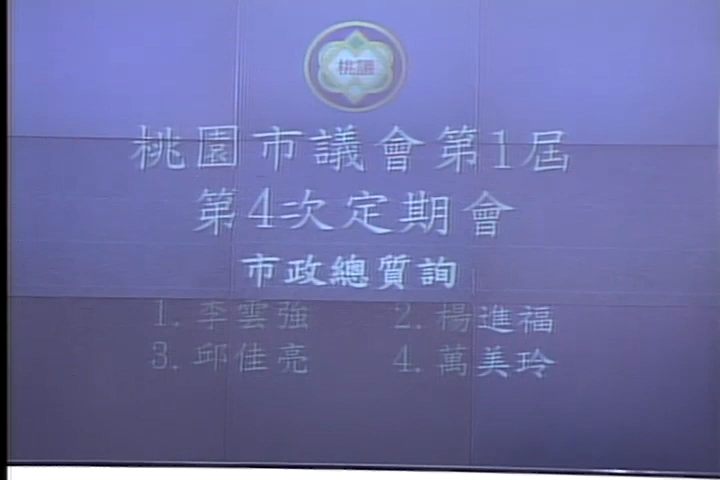 桃議
桃園市議會第1屆
第4次定期會
市政總質詢
1. 李雲強 2. 楊進福
3. 邱佳亮 4. 萬美玲